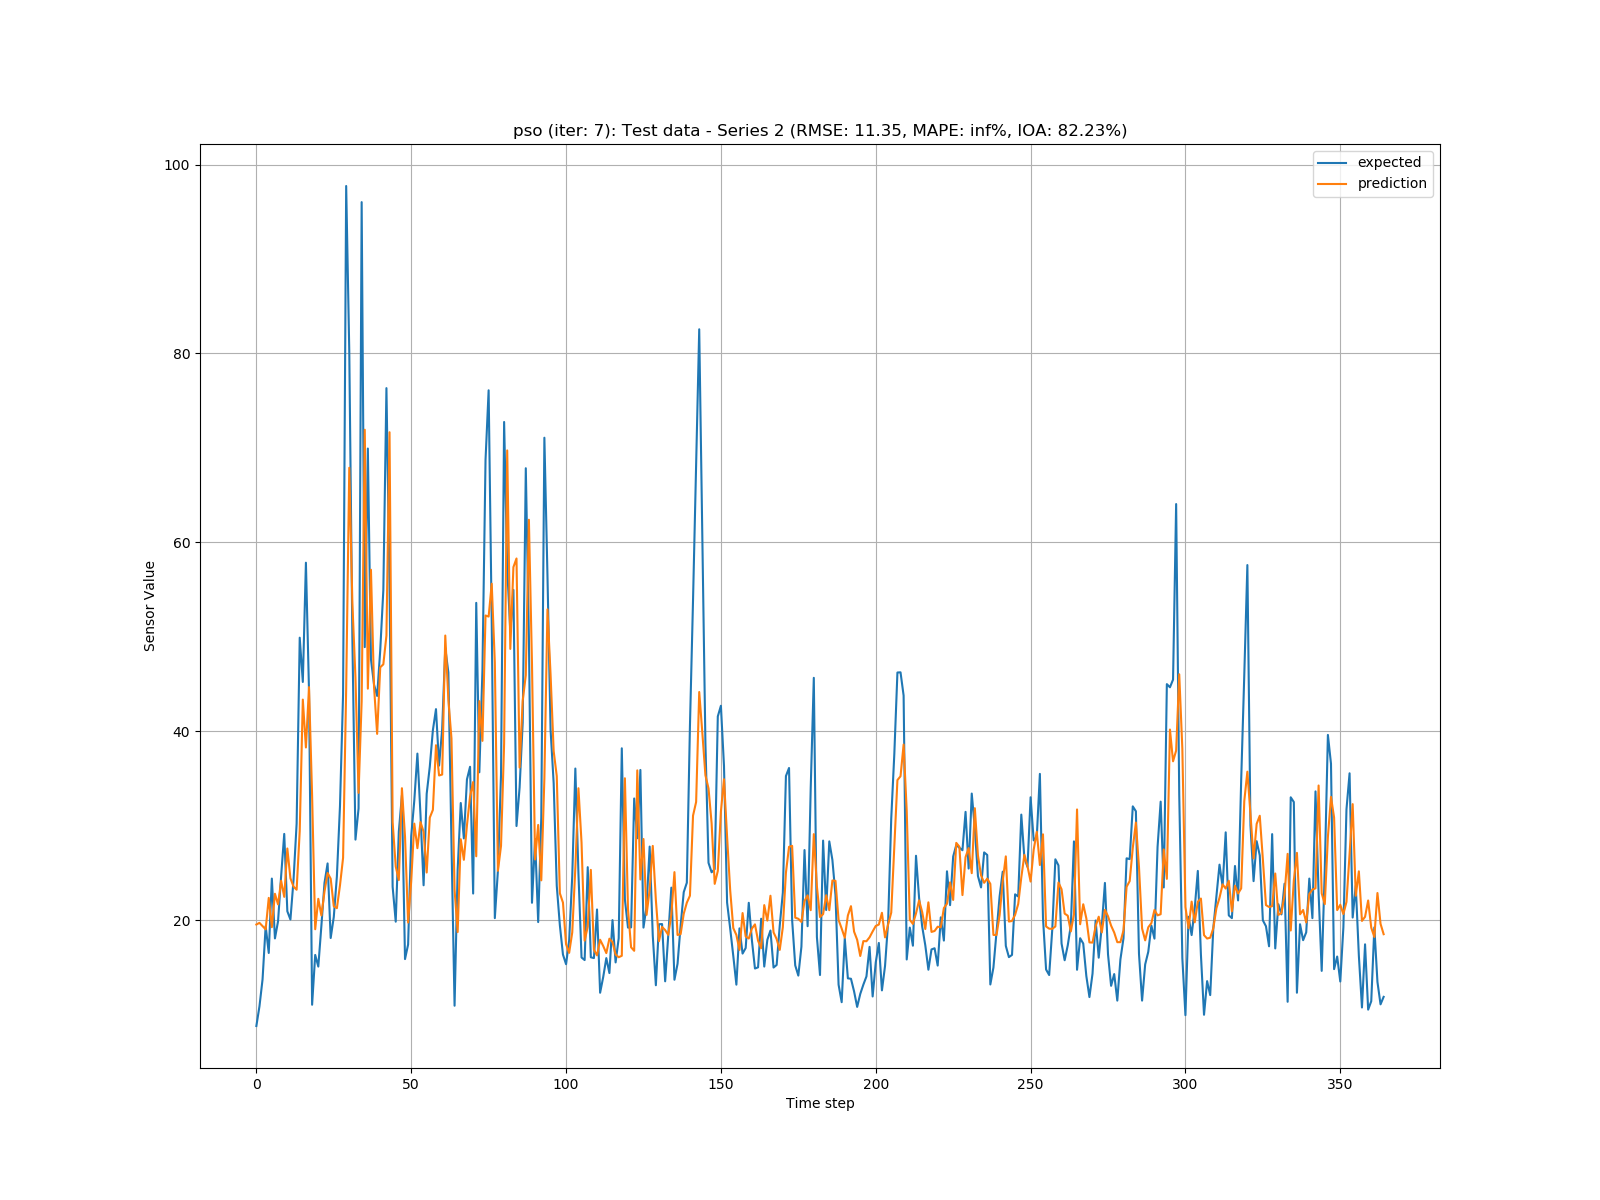 pso (iter: 7): Test data - Series 2 (RMSE: 11.35, MAPE: inf%, IOA: 82.23%)
expected
prediction
100
80
60
40
20
Sensor Value
0 50 100 150 200 250 300 350
Time step